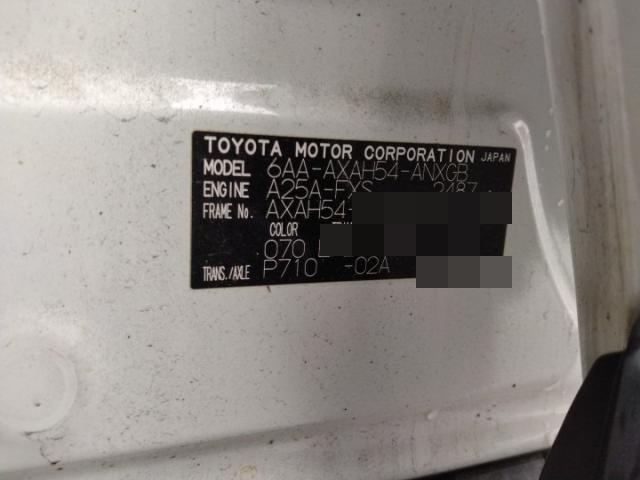 TOYOTA MOTOR CORPORATION JAPAN
MODEL 6AA-AXAH54-ANXGB
ENGINE A25A-FXS 2487
FRAME No. AXAH54-
COLOR
070
TRANS./AXLE P710 -02A